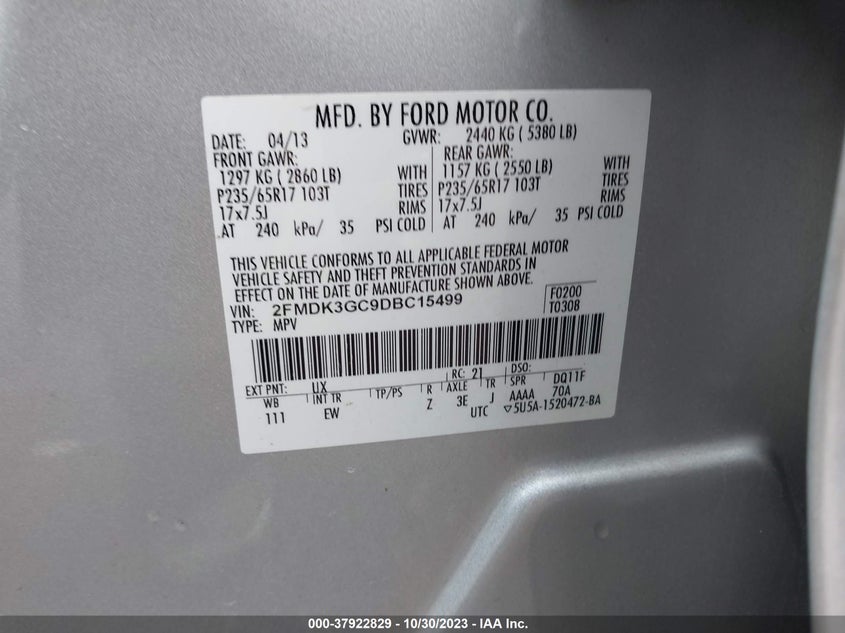 MFD. BY FORD MOTOR CO.
DATE: 04/13 GVWR: 2440 KG ( 5380 LB)
FRONT GAWR: REAR GAWR:
1297 KG ( 2860 LB) WITH 1157 KG ( 2550 LB) WITH
P235/65R17 103T TIRES P235/65R17 103T TIRES
17x7.5J RIMS 17x7.5J RIMS
AT 240 kPa/ 35 PSI COLD AT 240 kPa/ 35 PSI COLD
THIS VEHICLE CONFORMS TO ALL APPLICABLE FEDERAL MOTOR
VEHICLE SAFETY AND THEFT PREVENTION STANDARDS IN
EFFECT ON THE DATE OF MANUFACTURE SHOWN ABOVE.
VIN: 2FMDK3GC9DBC15499 F0200
TYPE: MPV T0308
EXT PNT: UX RC: 21 DSO:
WB INT TR TP/PS R AXLE TR SPR DQ11F
111 EW Z 3E J AAAA 70A
UTC ▽5U5A-1520472-BA
000-37922829 - 10/30/2023 - IAA Inc.